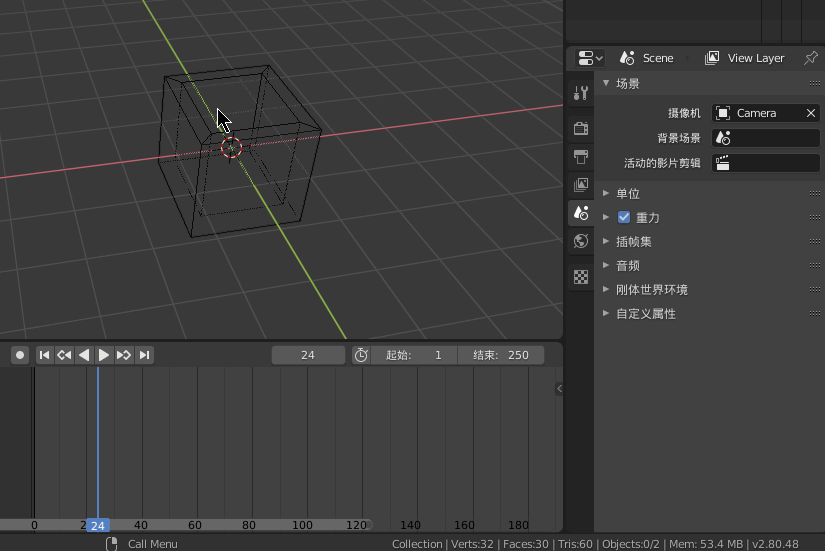 Scene View Layer
场景
摄像机 Camera
背景场景
活动的影片剪辑
单位
重力
插帧集
音频
刚体世界环境
自定义属性
24 起始: 1 结束: 250
0 24 40 60 80 100 120 140 160 180
Call Menu Collection | Verts:32 | Faces:30 | Tris:60 | Objects:0/2 | Mem: 53.4 MB | v2.80.48